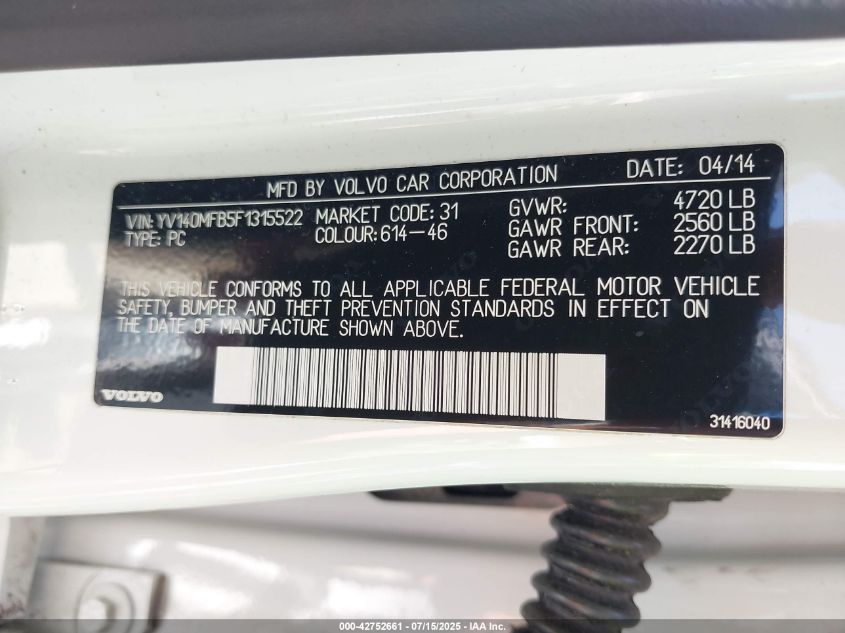 MFD BY VOLVO CAR CORPORATION DATE: 04/14
VIN: YV140MFB5F1315522 MARKET CODE: 31 GVWR: 4720 LB
TYPE: PC COLOUR: 614-46 GAWR FRONT: 2560 LB
GAWR REAR: 2270 LB
THIS VEHICLE CONFORMS TO ALL APPLICABLE FEDERAL MOTOR VEHICLE
SAFETY, BUMPER AND THEFT PREVENTION STANDARDS IN EFFECT ON
THE DATE OF MANUFACTURE SHOWN ABOVE.
VOLVO
31416040
000-42752661 - 07/15/2025 - IAA Inc.